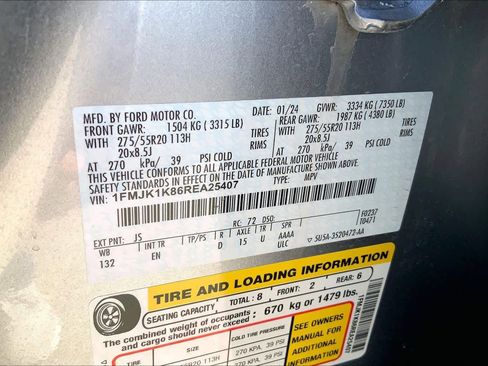 MFD. BY FORD MOTOR CO. 01/24 GVWR: 3334 KG ( 7350 LB)
FRONT GAWR: 1504 KG ( 3315 LB) REAR GAWR: 1987 KG ( 4380 LB)
WITH 275/55R20 113H TIRES WITH 275/55R20 113H TIRES
20x8.5J RIMS 20x8.5J RIMS
AT 270 kPa/ 39 PSI COLD AT 270 kPa/ 39 PSI COLD
THIS VEHICLE CONFORMS TO ALL APPLICABLE FEDERAL MOTOR VEHICLE
SAFETY STANDARDS IN EFFECT ON THE DATE OF MANUFACTURE SHOWN ABOVE.
VIN: 1FMJK1K86REA25407 TYPE: MPV
F0237
T0471
EXT PNT: JS RC: 72 DSO:
WB INT TR TP/PS R AXLE TR SPR
132 EN D 15 U AAAA
ULC 5U5A-3520472-AA
TIRE AND LOADING INFORMATION
SEATING CAPACITY TOTAL: 8 FRONT: 2 REAR: 6
The combined weight of occupants and cargo should never exceed: 670 kg or 1479 lbs.
COLD TIRE PRESSURE
SEE OWNERS
MANUAL FOR
ADDITIONAL
INFORMATION
55R20 113H 270 KPA, 39 PSI
270 KPA, 39 PSI